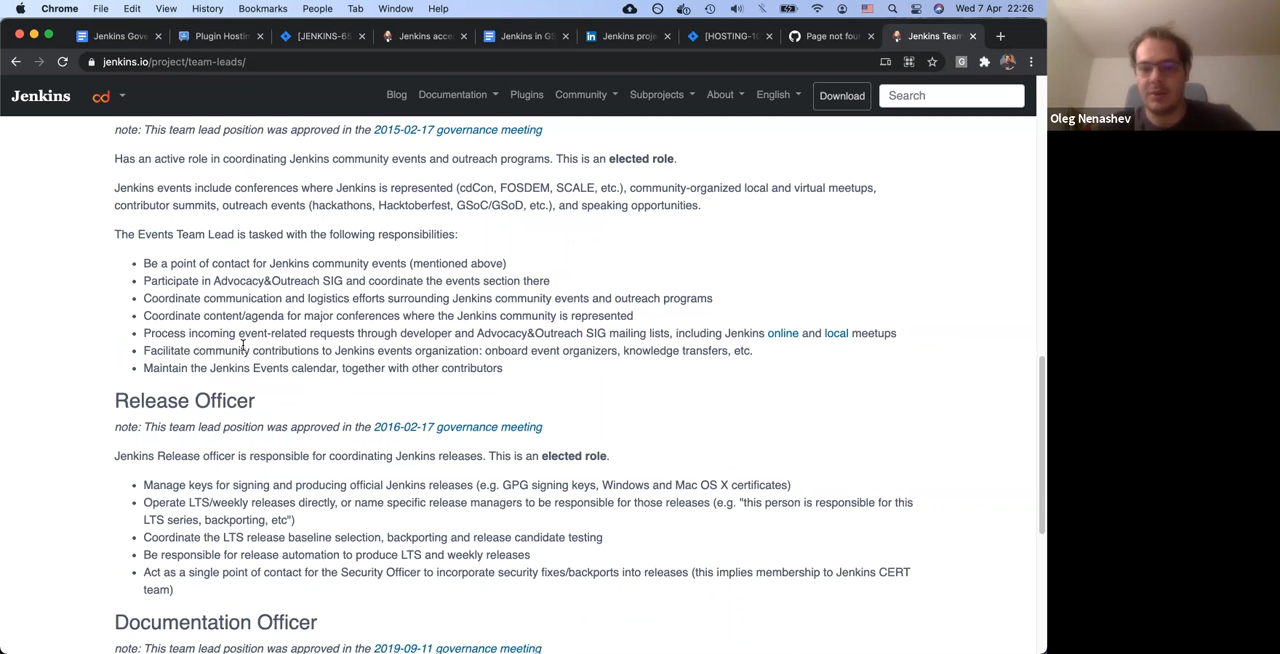 Chrome File Edit View History Bookmarks People Tab Window Help Wed 7 Apr 22:26
Jenkins Gove Plugin Hostin [JENKINS-65 Jenkins acce Jenkins in GS Jenkins proje [HOSTING-10 Page not fou Jenkins Team
jenkins.io/project/team-leads/
Jenkins cd Blog Documentation Plugins Community Subprojects About English Download Search
Oleg Nenashev
note: This team lead position was approved in the 2015-02-17 governance meeting
Has an active role in coordinating Jenkins community events and outreach programs. This is an elected role.
Jenkins events include conferences where Jenkins is represented (cdCon, FOSDEM, SCALE, etc.), community-organized local and virtual meetups,
contributor summits, outreach events (hackathons, Hacktoberfest, GSoC/GSoD, etc.), and speaking opportunities.
The Events Team Lead is tasked with the following responsibilities:
• Be a point of contact for Jenkins community events (mentioned above)
• Participate in Advocacy&Outreach SIG and coordinate the events section there
• Coordinate communication and logistics efforts surrounding Jenkins community events and outreach programs
• Coordinate content/agenda for major conferences where the Jenkins community is represented
• Process incoming event-related requests through developer and Advocacy&Outreach SIG mailing lists, including Jenkins online and local meetups
• Facilitate community contributions to Jenkins events organization: onboard event organizers, knowledge transfers, etc.
• Maintain the Jenkins Events calendar, together with other contributors
Release Officer
note: This team lead position was approved in the 2016-02-17 governance meeting
Jenkins Release officer is responsible for coordinating Jenkins releases. This is an elected role.
• Manage keys for signing and producing official Jenkins releases (e.g. GPG signing keys, Windows and Mac OS X certificates)
• Operate LTS/weekly releases directly, or name specific release managers to be responsible for those releases (e.g. "this person is responsible for this
LTS series, backporting, etc")
• Coordinate the LTS release baseline selection, backporting and release candidate testing
• Be responsible for release automation to produce LTS and weekly releases
• Act as a single point of contact for the Security Officer to incorporate security fixes/backports into releases (this implies membership to Jenkins CERT
team)
Documentation Officer
note: This team lead position was approved in the 2019-09-11 governance meeting